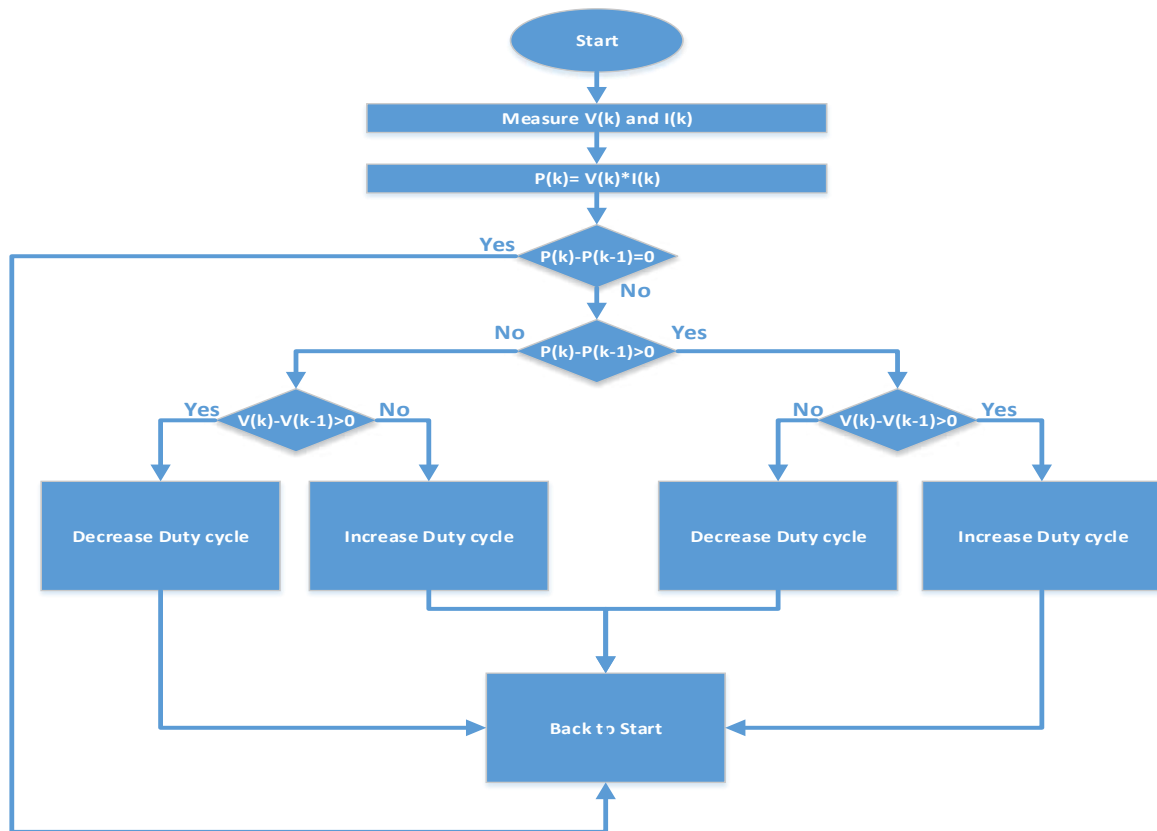 Start
Measure V(k) and I(k)
P(k)= V(k)*I(k)
Yes
P(k)-P(k-1)=0
No
No
P(k)-P(k-1)>0
Yes
Yes
V(k)-V(k-1)>0
No
No
V(k)-V(k-1)>0
Yes
Decrease Duty cycle
Increase Duty cycle
Decrease Duty cycle
Increase Duty cycle
Back to Start